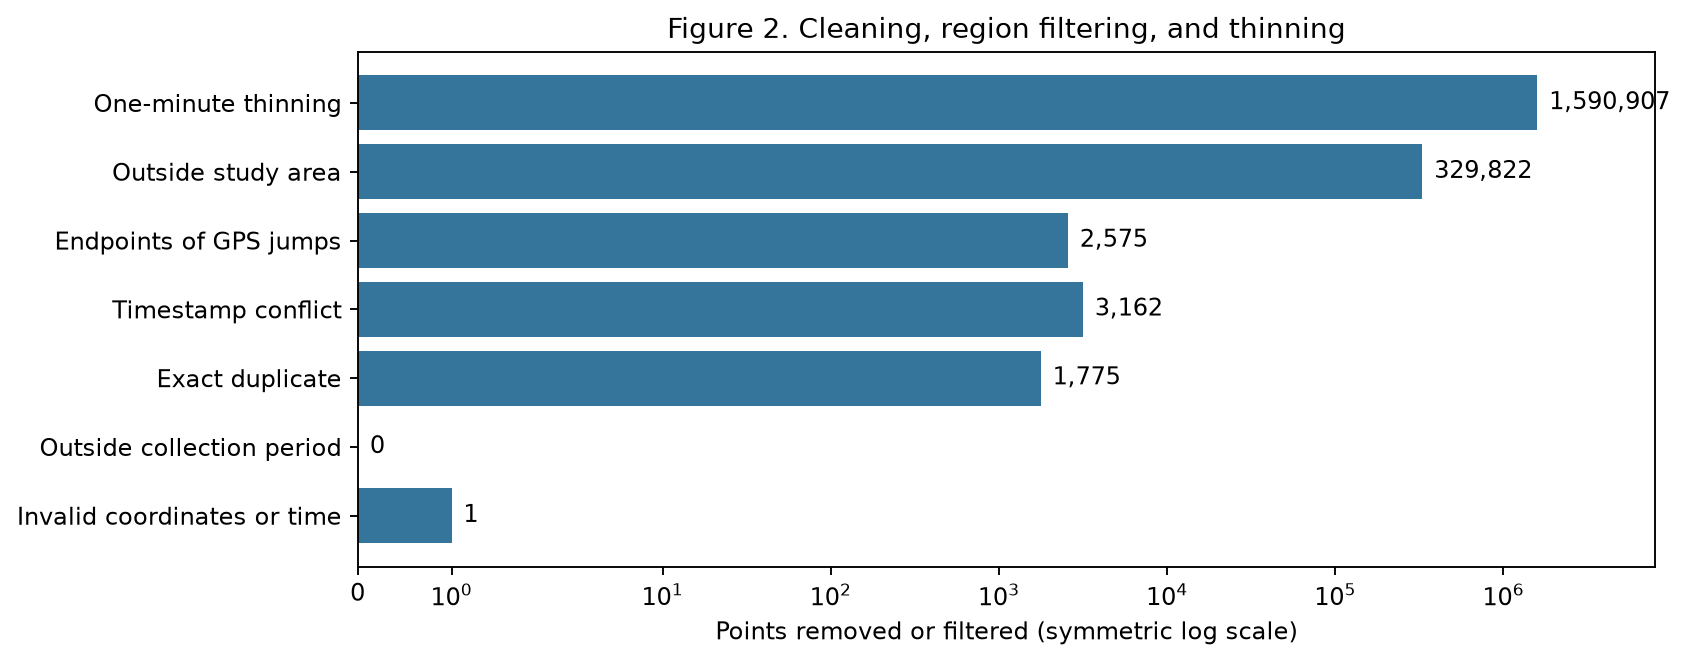 Figure 2. Cleaning, region filtering, and thinning
One-minute thinning 1,590,907
Outside study area 329,822
Endpoints of GPS jumps 2,575
Timestamp conflict 3,162
Exact duplicate 1,775
Outside collection period 0
Invalid coordinates or time 1
0 10⁰ 10¹ 10² 10³ 10⁴ 10⁵ 10⁶
Points removed or filtered (symmetric log scale)